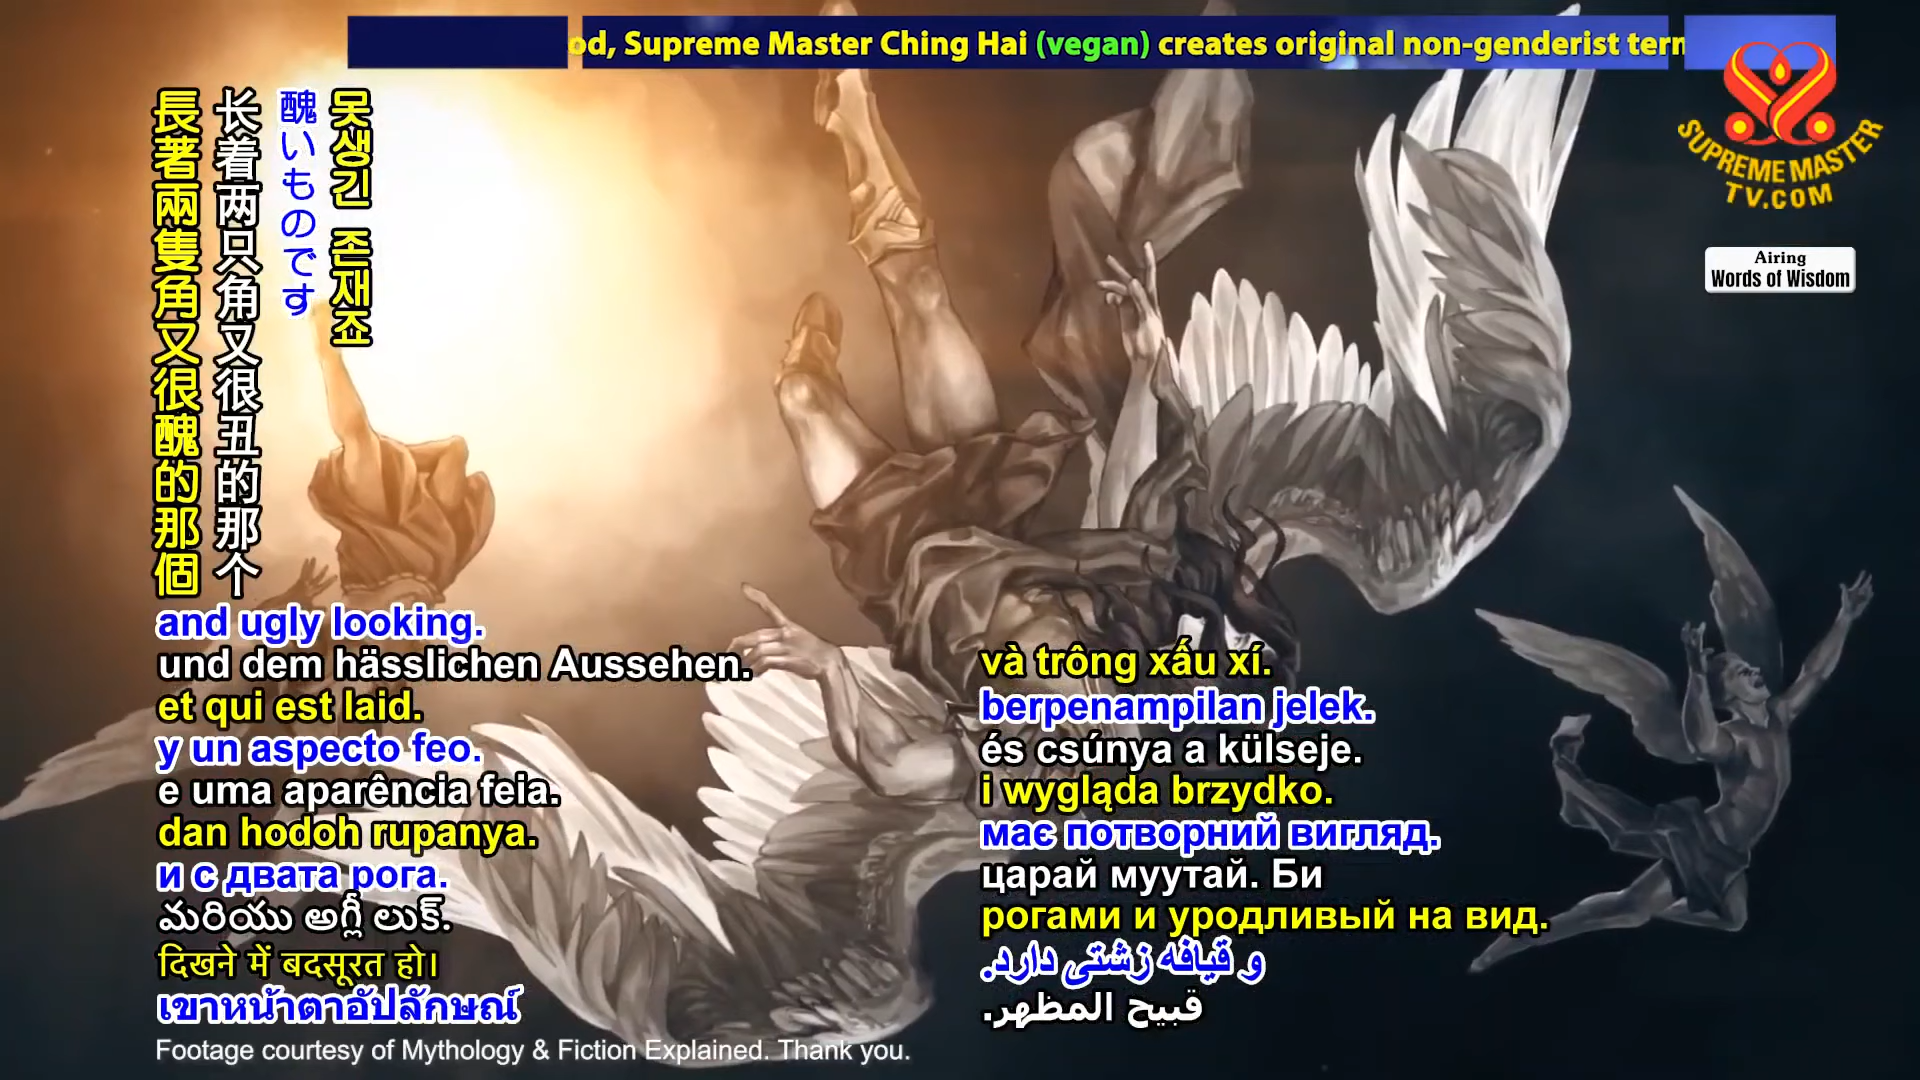 od, Supreme Master Ching Hai (vegan) creates original non-genderist
SUPREME MASTER
TV.COM
Airing
Words of Wisdom
長著兩隻角又很醜的那個
长着两只角又很丑的那个
醜いものです
못생긴 존재죠
and ugly looking.
und dem hässlichen Aussehen.
et qui est laid.
y un aspecto feo.
e uma aparência feia.
dan hodoh rupanya.
и с двата рога.
మరియు అగ్లీ లుక్.
दिखने में बदसूरत हो।
เขาหน้าตาอัปลักษณ์
và trông xấu xí.
berpenampilan jelek.
és csúnya a külseje.
i wygląda brzydko.
має потворний вигляд.
царай муутай. Би
рогами и уродливый на вид.
و قیافه زشتی دارد.
قبيح المظهر.
Footage courtesy of Mythology & Fiction Explained. Thank you.